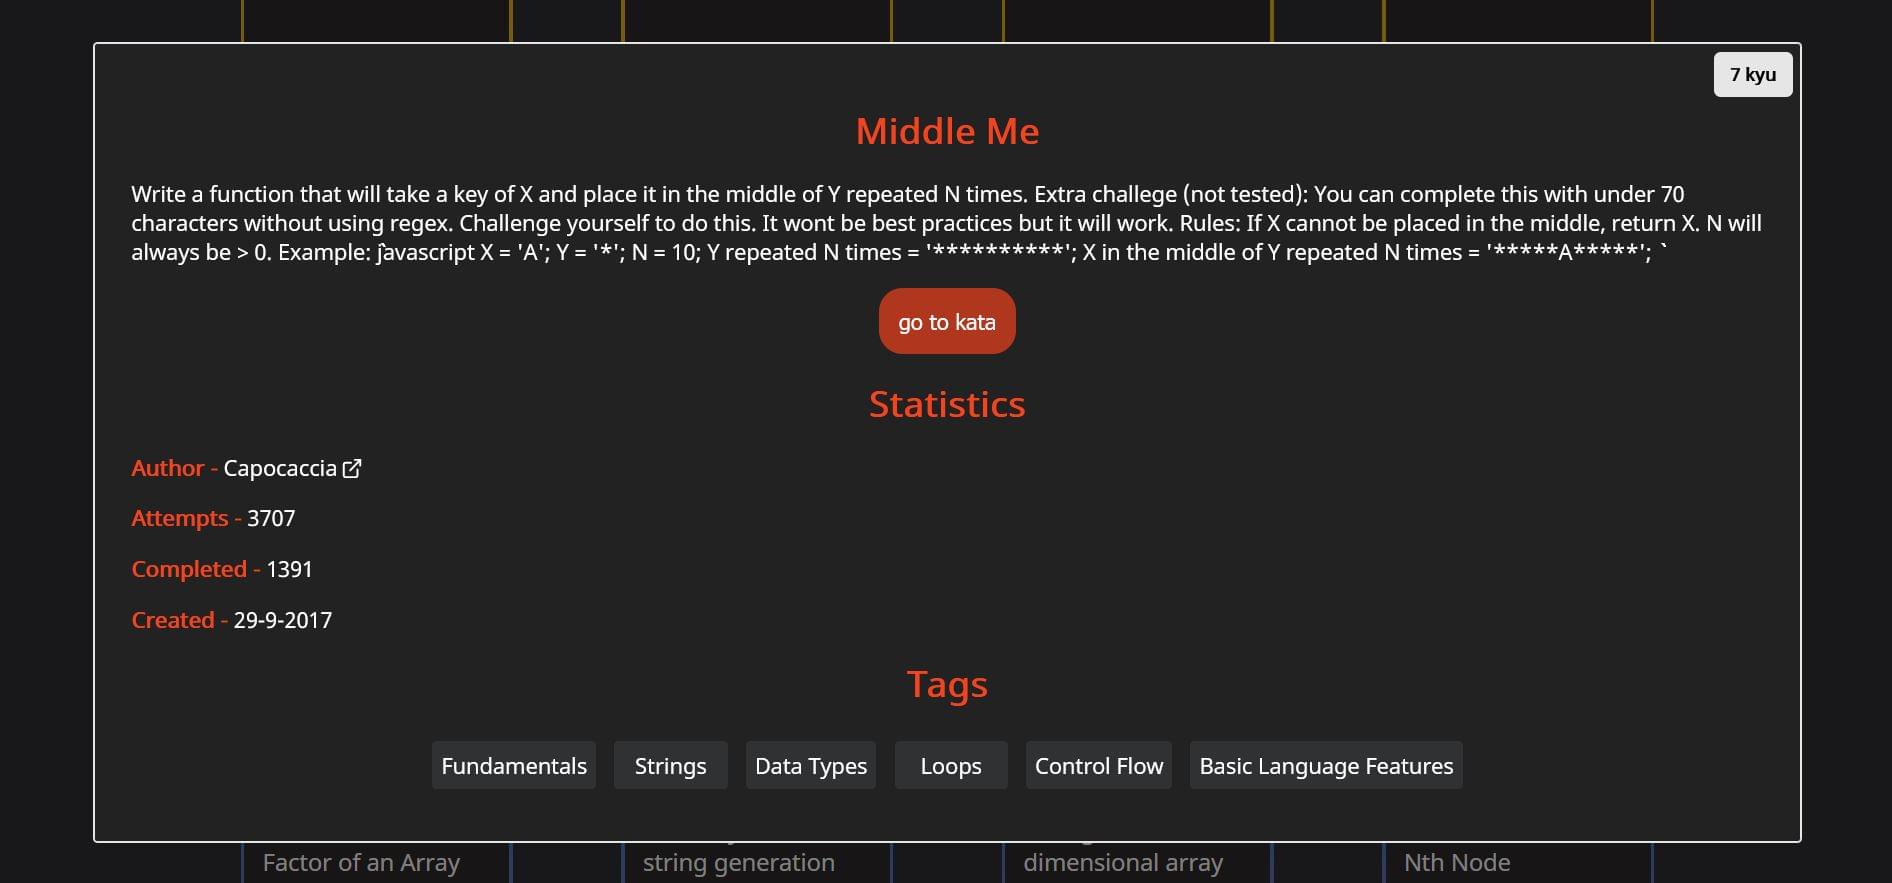 7 kyu
Middle Me
Write a function that will take a key of X and place it in the middle of Y repeated N times. Extra challege (not tested): You can complete this with under 70
characters without using regex. Challenge yourself to do this. It wont be best practices but it will work. Rules: If X cannot be placed in the middle, return X. N will
always be > 0. Example: j̀avascript X = 'A'; Y = '*'; N = 10; Y repeated N times = '**********'; X in the middle of Y repeated N times = '*****A*****'; `
go to kata
Statistics
Author - Capocaccia
Attempts - 3707
Completed - 1391
Created - 29-9-2017
Tags
Fundamentals Strings Data Types Loops Control Flow Basic Language Features
Factor of an Array string generation dimensional array Nth Node